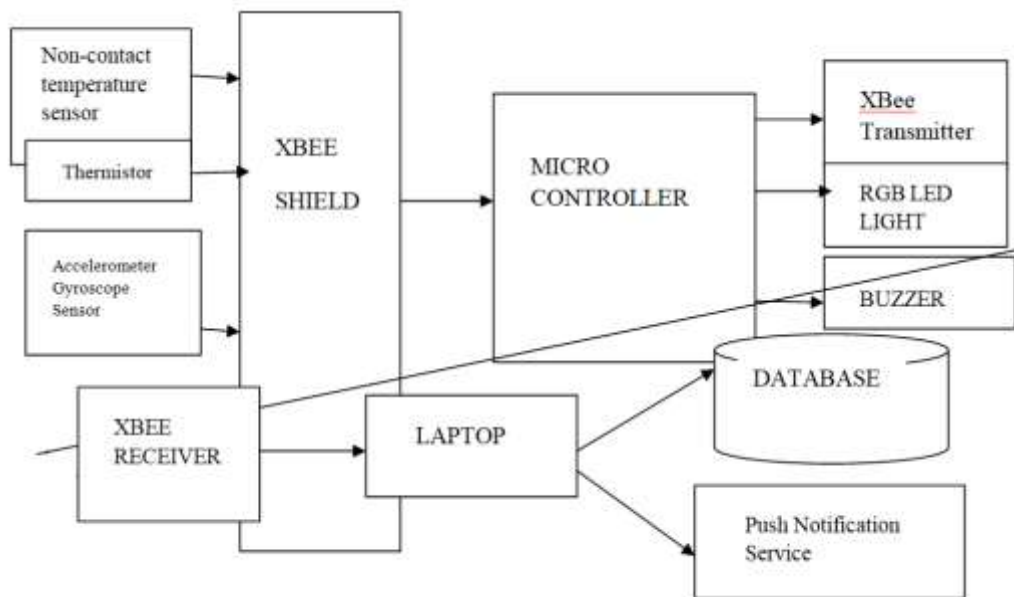 Non-contact
temperature
sensor
Thermistor
Accelerometer
Gyroscope
Sensor
XBEE
SHIELD
MICRO
CONTROLLER
XBee
Transmitter
RGB LED
LIGHT
BUZZER
XBEE
RECEIVER
LAPTOP
DATABASE
Push Notification
Service